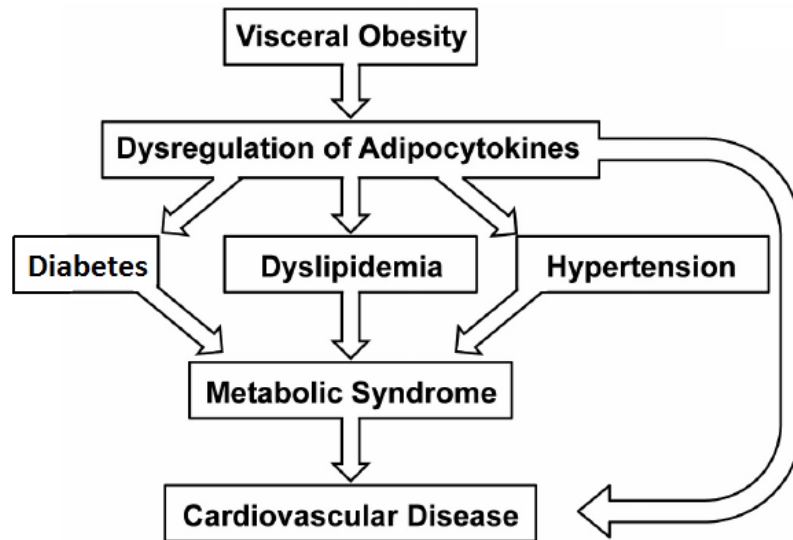 Visceral Obesity
Dysregulation of Adipocytokines
Diabetes
Dyslipidemia
Hypertension
Metabolic Syndrome
Cardiovascular Disease